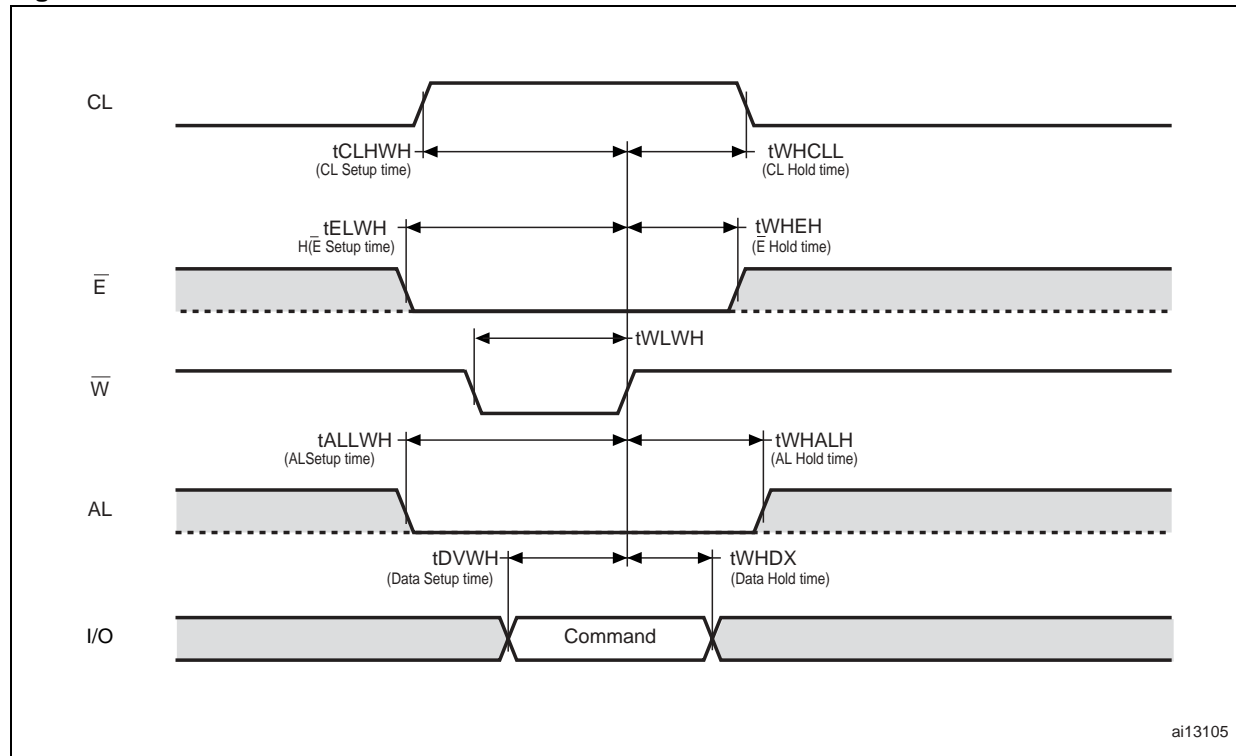 CL
tCLHWH
(CL Setup time)
tWHCLL
(CL Hold time)
tELWH
H(E̅ Setup time)
tWHEH
(E̅ Hold time)
E̅
tWLWH
W̅
tALLWH
(ALSetup time)
tWHALH
(AL Hold time)
AL
tDVWH
(Data Setup time)
tWHDX
(Data Hold time)
I/O
Command
ai13105